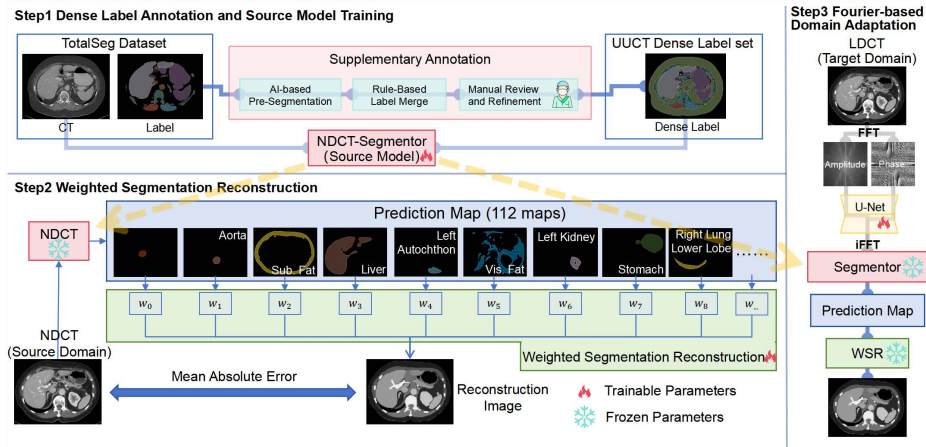 Step1 Dense Label Annotation and Source Model Training
TotalSeg Dataset
CT
Label
Supplementary Annotation
AI-based
Pre-Segmentation
Rule-Based
Label Merge
Manual Review
and Refinement
UUCT Dense Label set
Dense Label
NDCT-Segmentor
(Source Model)
Step2 Weighted Segmentation Reconstruction
NDCT
Prediction Map (112 maps)
Aorta
Sub. Fat
Liver
Left
Autochthon
Vis. Fat
Left Kidney
Stomach
Right Lung
Lower Lobe
......
w0
w1
w2
w3
w4
w5
w6
w7
w8
w...
Weighted Segmentation Reconstruction
NDCT
(Source Domain)
Mean Absolute Error
Reconstruction
Image
Trainable Parameters
Frozen Parameters
Step3 Fourier-based
Domain Adaptation
LDCT
(Target Domain)
FFT
Amplitude
Phase
U-Net
iFFT
Segmentor
Prediction Map
WSR